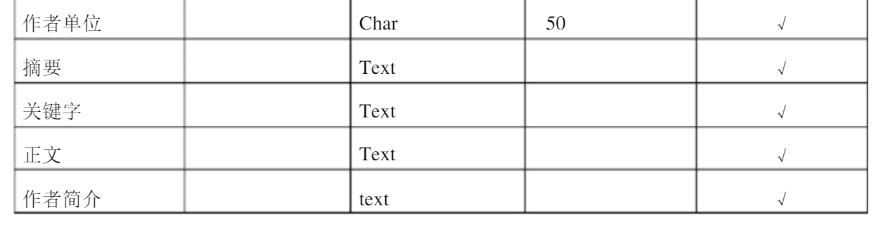 作者单位 Char 50 √
摘要 Text √
关键字 Text √
正文 Text √
作者简介 text √